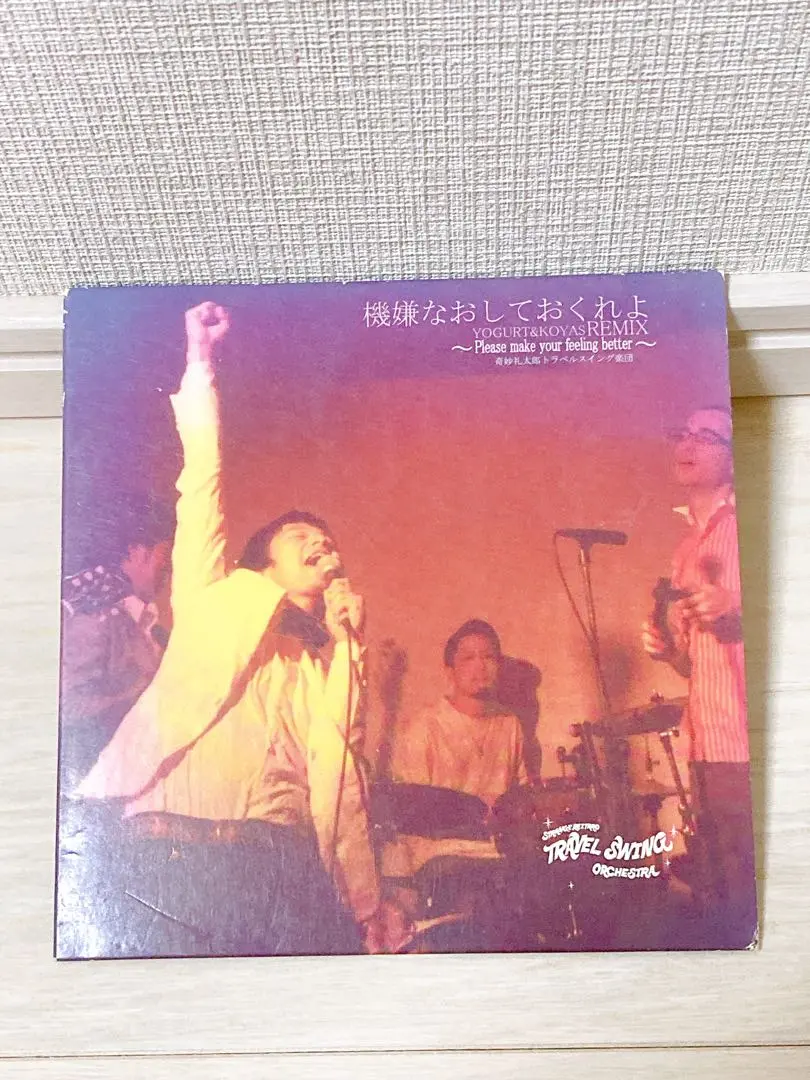 機嫌なおしておくれよ
YOGURT&KOYAS REMIX
～Please make your feeling better～
奇妙礼太郎トラベルスイング楽団
STRANGE REITARO
TRAVEL SWING
ORCHESTRA